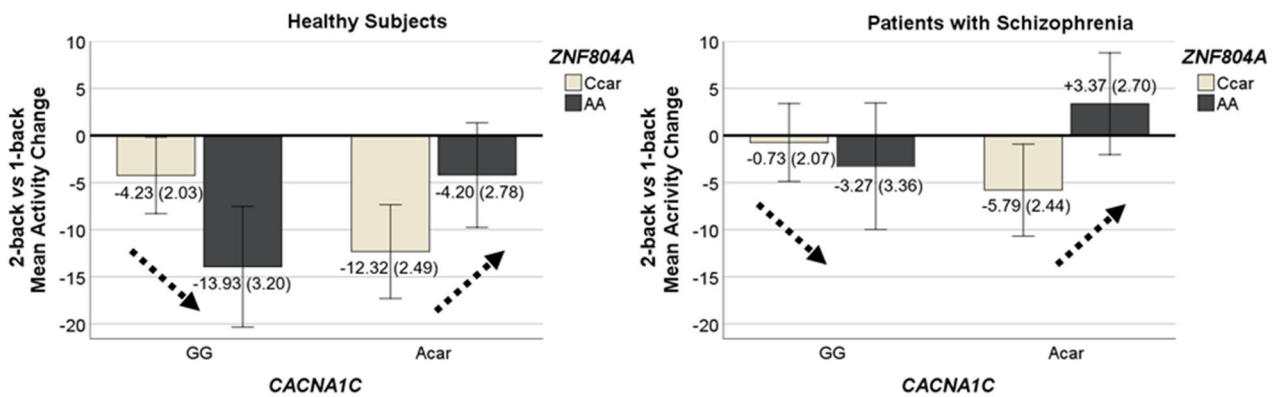 Healthy Subjects
2-back vs 1-back
Mean Activity Change
10
5
0
-5
-10
-15
-20
-4.23 (2.03)
-13.93 (3.20)
-12.32 (2.49)
-4.20 (2.78)
GG
Acar
CACNA1C
ZNF804A
Ccar
AA
Patients with Schizophrenia
2-back vs 1-back
Mean Acrivity Change
10
5
0
-5
-10
-15
-20
-0.73 (2.07)
-3.27 (3.36)
-5.79 (2.44)
+3.37 (2.70)
GG
Acar
CACNA1C
ZNF804A
Ccar
AA